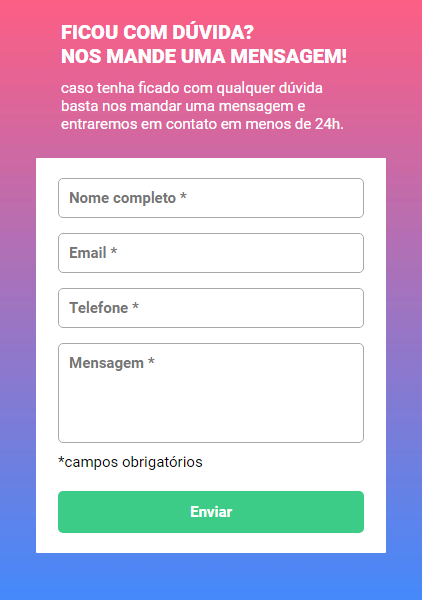 FICOU COM DÚVIDA?
NOS MANDE UMA MENSAGEM!
caso tenha ficado com qualquer dúvida
basta nos mandar uma mensagem e
entraremos em contato em menos de 24h.
Nome completo *
Email *
Telefone *
Mensagem *
*campos obrigatórios
Enviar